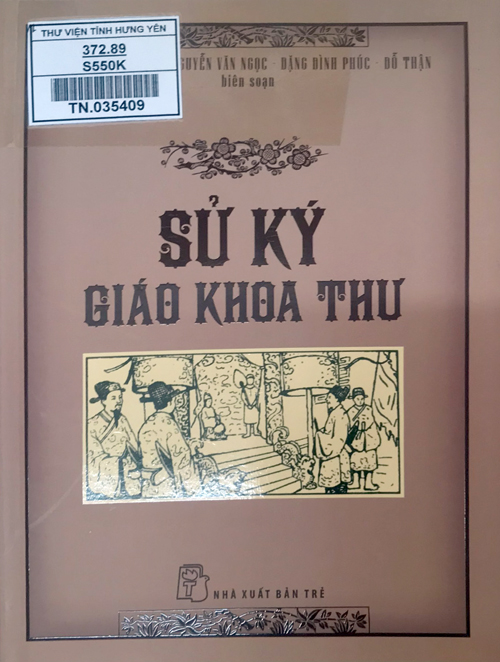 THƯ VIỆN TỈNH HƯNG YÊN
372.89
S550K
TN.035409
NGUYỄN VĂN NGỌC - ĐẶNG ĐÌNH PHÚC - ĐỖ THẬN
biên soạn
SỬ KÝ
GIÁO KHOA THƯ
NHÀ XUẤT BẢN TRẺ